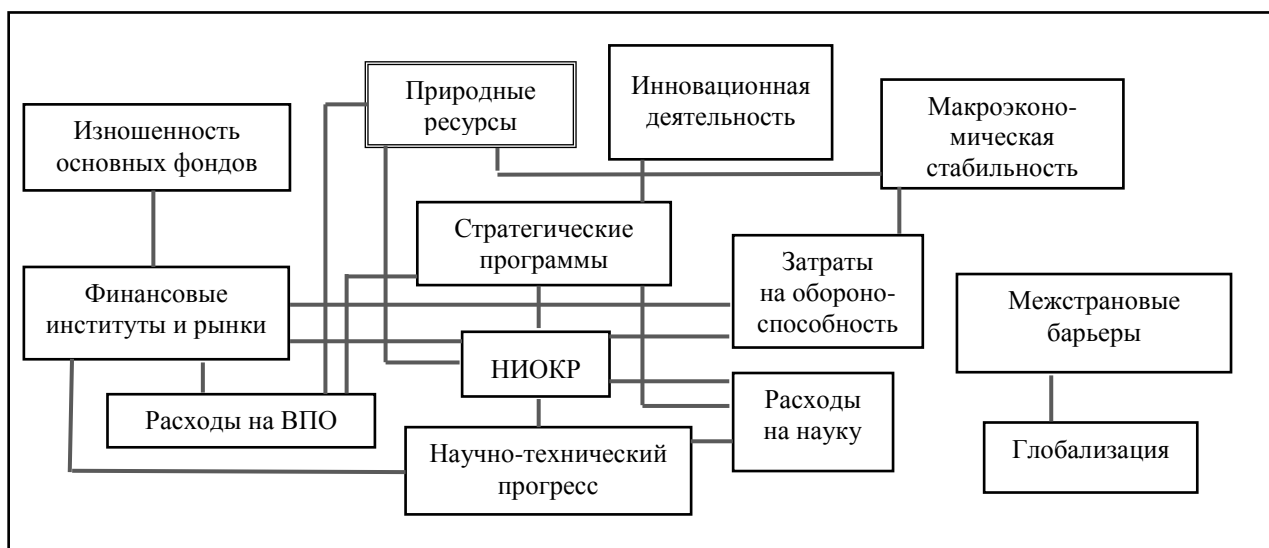 Природные
ресурсы
Инновационная
деятельность
Макроэконо-
мическая
стабильность
Изношенность
основных фондов
Стратегические
программы
Затраты
на обороно-
способность
Финансовые
институты и рынки
Межстрановые
барьеры
НИОКР
Расходы на ВПО
Расходы
на науку
Научно-технический
прогресс
Глобализация